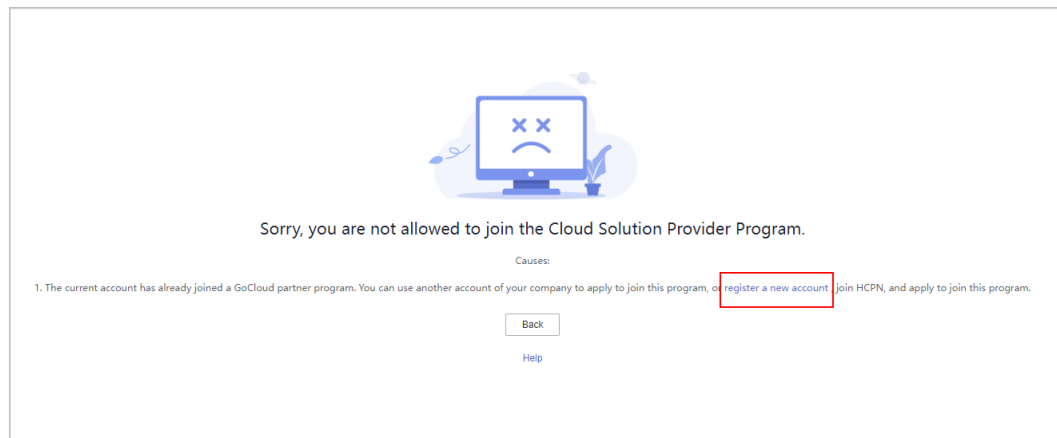 Sorry, you are not allowed to join the Cloud Solution Provider Program.
Causes:
1. The current account has already joined a GoCloud partner program. You can use another account of your company to apply to join this program, or register a new account , join HCPN, and apply to join this program.
Back
Help